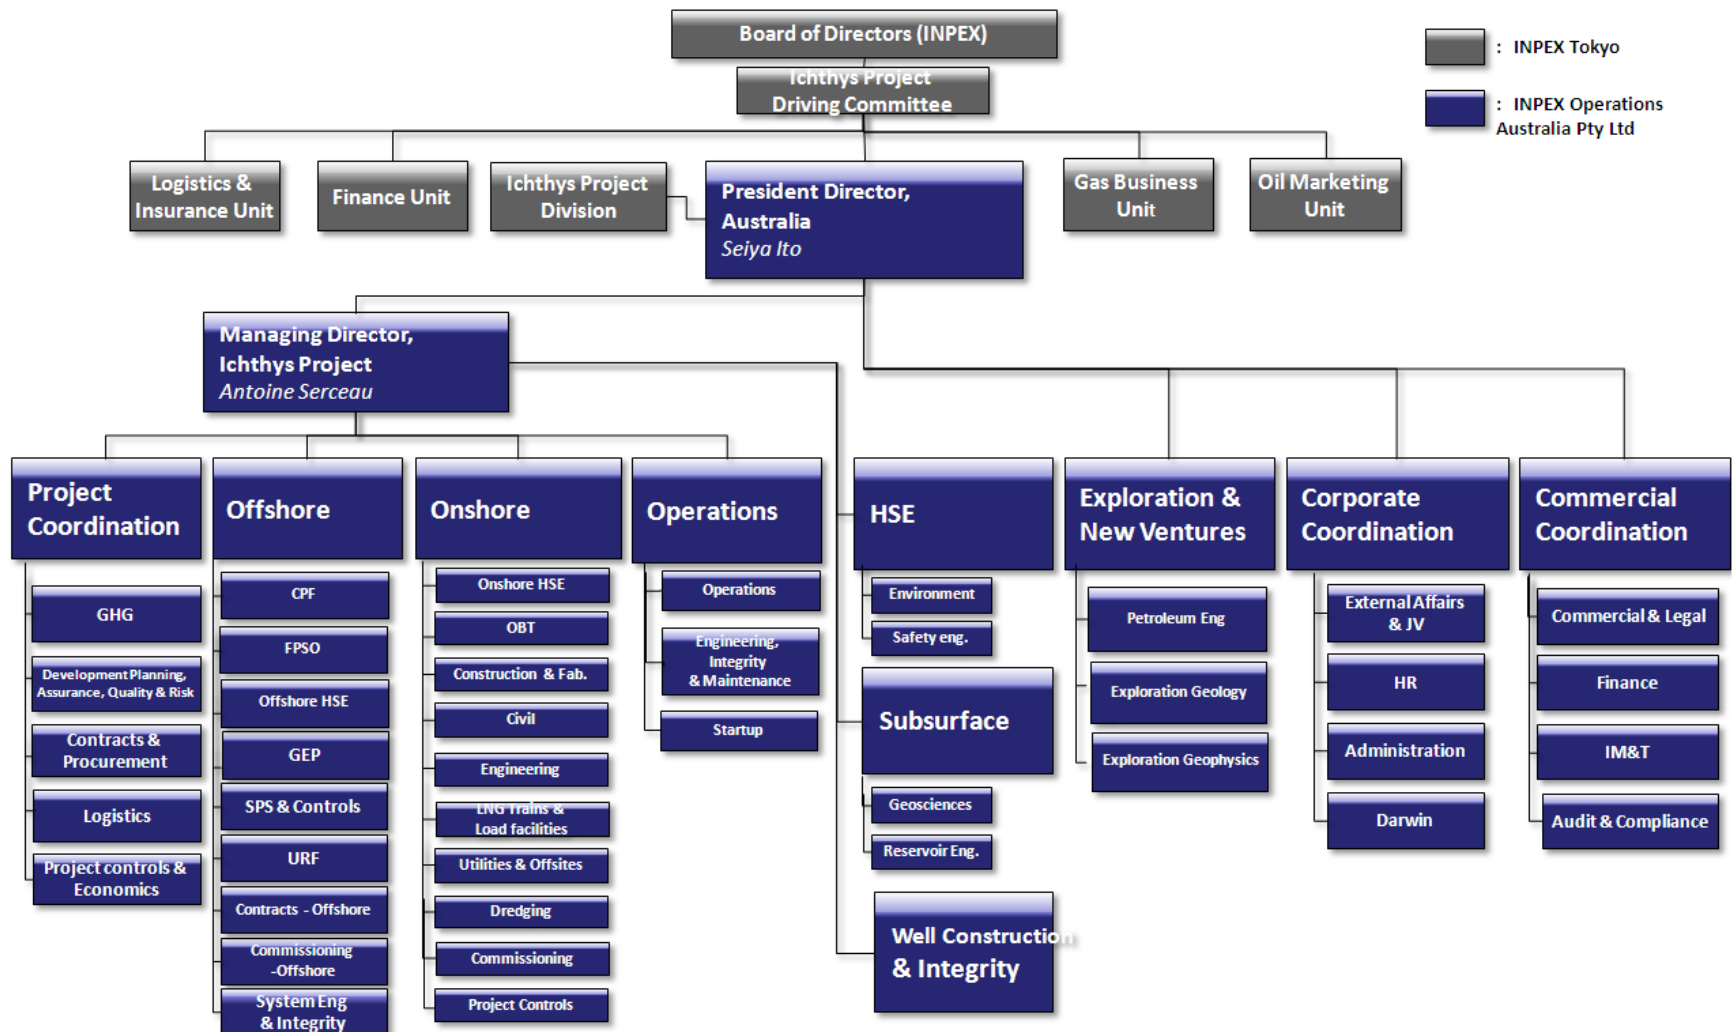 Board of Directors (INPEX)
Ichthys Project
Driving Committee
: INPEX Tokyo
: INPEX Operations
Australia Pty Ltd
Logistics &
Insurance Unit
Finance Unit
Ichthys Project
Division
President Director,
Australia
Seiya Ito
Gas Business
Unit
Oil Marketing
Unit
Managing Director,
Ichthys Project
Antoine Serceau
Project
Coordination
Offshore
Onshore
Operations
HSE
Exploration &
New Ventures
Corporate
Coordination
Commercial
Coordination
GHG
Development Planning,
Assurance, Quality & Risk
Contracts &
Procurement
Logistics
Project controls &
Economics
CPF
FPSO
Offshore HSE
GEP
SPS & Controls
URF
Contracts - Offshore
Commissioning
-Offshore
System Eng
& Integrity
Onshore HSE
OBT
Construction & Fab.
Civil
Engineering
LNG Trains &
Load facilities
Utilities & Offsites
Dredging
Commissioning
Project Controls
Operations
Engineering,
Integrity
& Maintenance
Startup
Environment
Safety eng.
Subsurface
Geosciences
Reservoir Eng.
Well Construction
& Integrity
Petroleum Eng
Exploration Geology
Exploration Geophysics
External Affairs
& JV
HR
Administration
Darwin
Commercial & Legal
Finance
IM&T
Audit & Compliance